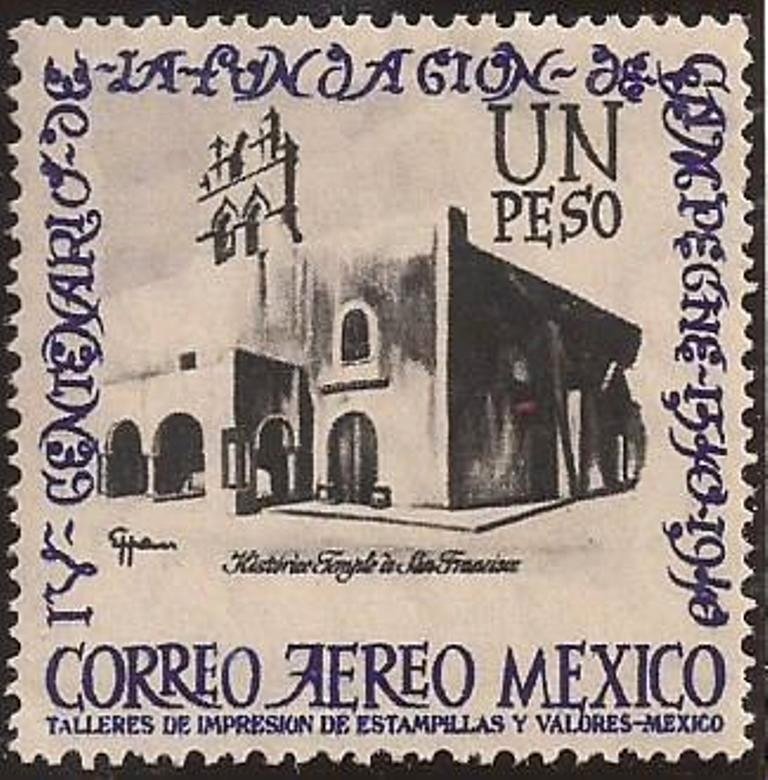 IV-CENTENARIO-DE-LA-FUNDACION-DE CAMPECHE-1540-1940
UN
PESO
Histórico Templo de San Francisco
CORREO AEREO MEXICO
TALLERES DE IMPRESION DE ESTAMPILLAS Y VALORES-MEXICO